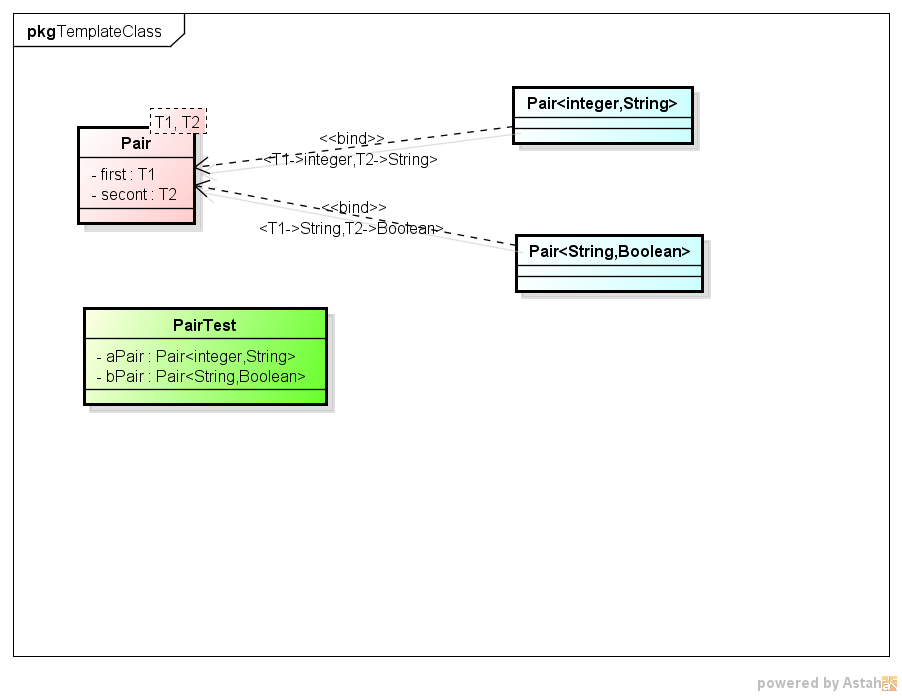 pkgTemplateClass
T1, T2
Pair
- first : T1
- secont : T2
<<bind>>
<T1->integer,T2->String>
Pair<integer,String>
<<bind>>
<T1->String,T2->Boolean>
Pair<String,Boolean>
PairTest
- aPair : Pair<integer,String>
- bPair : Pair<String,Boolean>
powered by Astah